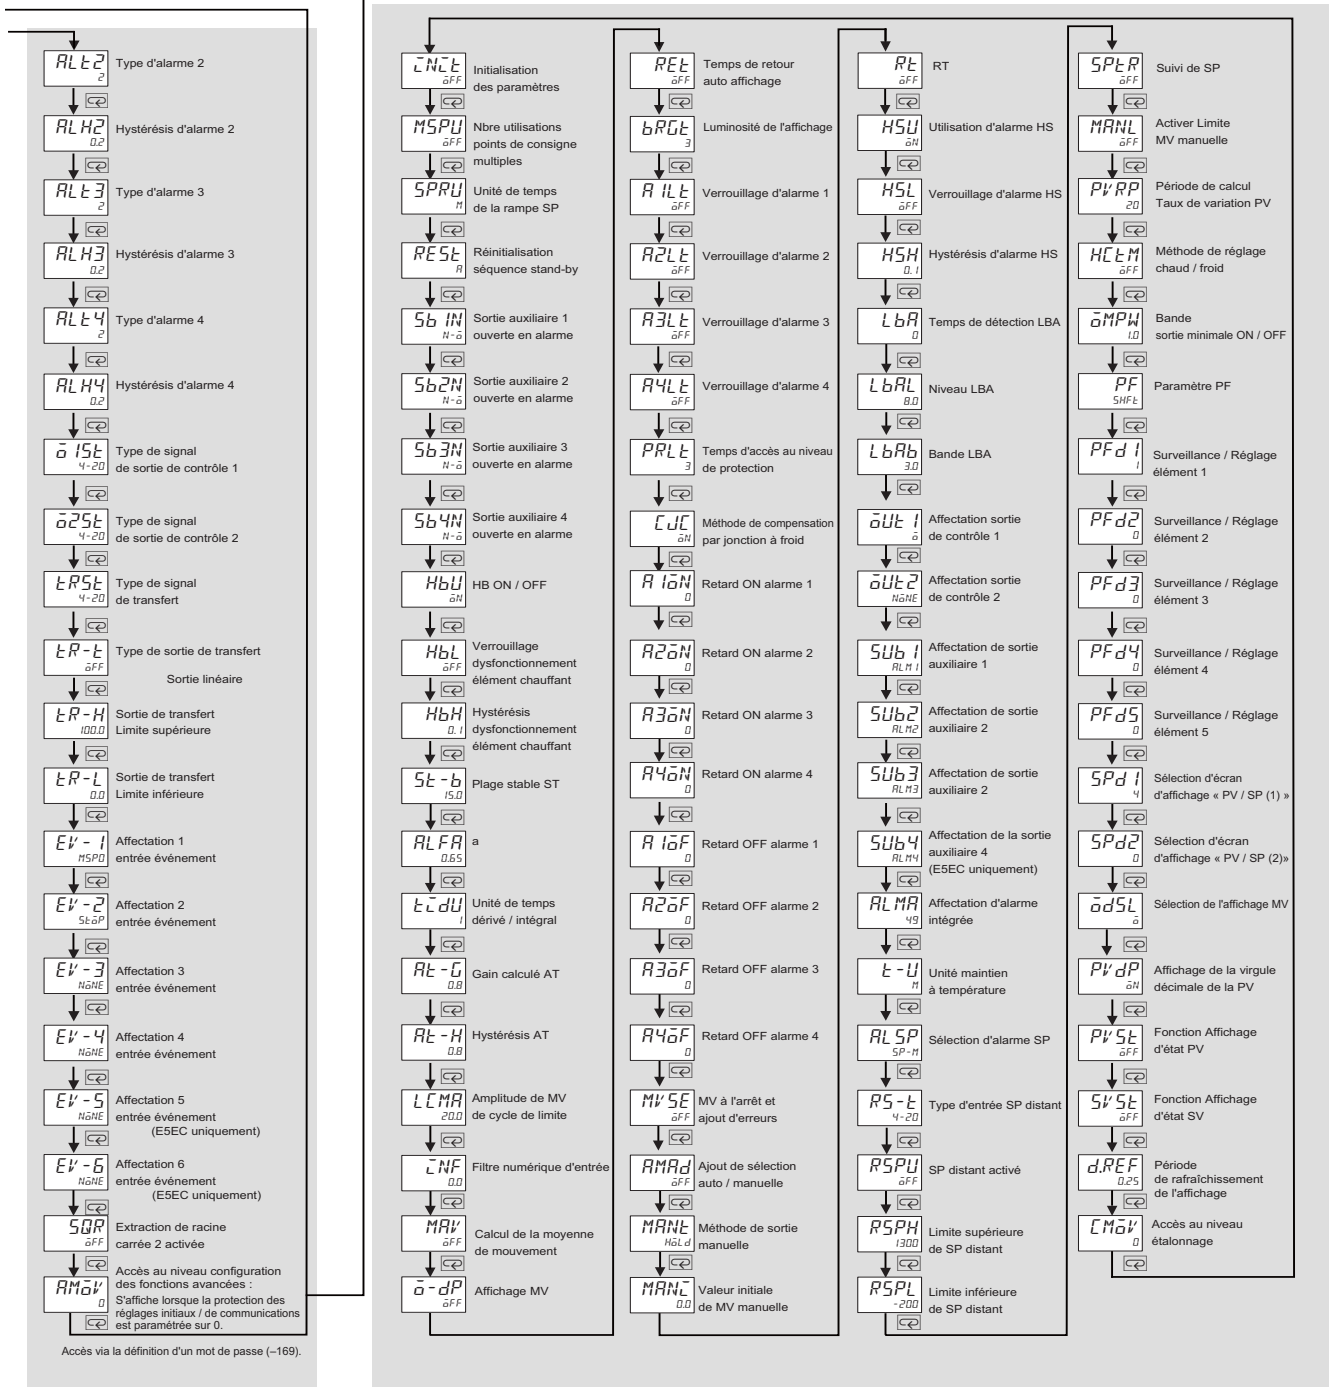 ALt2
2
Type d'alarme 2
ALH2
0.2
Hystérésis d'alarme 2
ALt3
2
Type d'alarme 3
ALH3
0.2
Hystérésis d'alarme 3
ALt4
2
Type d'alarme 4
ALH4
0.2
Hystérésis d'alarme 4
o1St
4-20
Type de signal
de sortie de contrôle 1
o2St
4-20
Type de signal
de sortie de contrôle 2
tRSt
4-20
Type de signal
de transfert
tR-t
oFF
Type de sortie de transfert
Sortie linéaire
tR-H
100.0
Sortie de transfert
Limite supérieure
tR-L
0.0
Sortie de transfert
Limite inférieure
EV-1
MSP0
Affectation 1
entrée événement
EV-2
StoP
Affectation 2
entrée événement
EV-3
NoNE
Affectation 3
entrée événement
EV-4
NoNE
Affectation 4
entrée événement
EV-5
NoNE
Affectation 5
entrée événement
(E5EC uniquement)
EV-6
NoNE
Affectation 6
entrée événement
(E5EC uniquement)
SQR
oFF
Extraction de racine
carrée 2 activée
AMoV
0
Accès au niveau configuration
des fonctions avancées :
S'affiche lorsque la protection des
réglages initiaux / de communications
est paramétrée sur 0.
Accès via la définition d'un mot de passe (–169).
INIt
oFF
Initialisation
des paramètres
MSPU
oFF
Nbre utilisations
points de consigne
multiples
SPRU
M
Unité de temps
de la rampe SP
RESt
A
Réinitialisation
séquence stand-by
Sb1N
N-o
Sortie auxiliaire 1
ouverte en alarme
Sb2N
N-o
Sortie auxiliaire 2
ouverte en alarme
Sb3N
N-o
Sortie auxiliaire 3
ouverte en alarme
Sb4N
N-o
Sortie auxiliaire 4
ouverte en alarme
HbU
oN
HB ON / OFF
HbL
oFF
Verrouillage
dysfonctionnement
élément chauffant
HbH
0.1
Hystérésis
dysfonctionnement
élément chauffant
St-b
15.0
Plage stable ST
ALFA
0.65
a
tIdU
1
Unité de temps
dérivé / intégral
At-G
0.8
Gain calculé AT
At-H
0.8
Hystérésis AT
LCMA
20.0
Amplitude de MV
de cycle de limite
INF
0.0
Filtre numérique d'entrée
MAV
oFF
Calcul de la moyenne
de mouvement
o-dP
oFF
Affichage MV
REt
oFF
Temps de retour
auto affichage
bRGt
3
Luminosité de l'affichage
A1Lt
oFF
Verrouillage d'alarme 1
A2Lt
oFF
Verrouillage d'alarme 2
A3Lt
oFF
Verrouillage d'alarme 3
A4Lt
oFF
Verrouillage d'alarme 4
PRLt
3
Temps d'accès au niveau
de protection
CJC
oN
Méthode de compensation
par jonction à froid
A1oN
0
Retard ON alarme 1
A2oN
0
Retard ON alarme 2
A3oN
0
Retard ON alarme 3
A4oN
0
Retard ON alarme 4
A1oF
0
Retard OFF alarme 1
A2oF
0
Retard OFF alarme 2
A3oF
0
Retard OFF alarme 3
A4oF
0
Retard OFF alarme 4
MVSE
oFF
MV à l'arrêt et
ajout d'erreurs
AMAd
oFF
Ajout de sélection
auto / manuelle
MANt
HoLd
Méthode de sortie
manuelle
MANI
0.0
Valeur initiale
de MV manuelle
Rt
oFF
RT
HSU
oN
Utilisation d'alarme HS
HSL
oFF
Verrouillage d'alarme HS
HSH
0.1
Hystérésis d'alarme HS
LbA
0
Temps de détection LBA
LbAL
8.0
Niveau LBA
LbAb
3.0
Bande LBA
oUt1
o
Affectation sortie
de contrôle 1
oUt2
NoNE
Affectation sortie
de contrôle 2
SUb1
ALM1
Affectation de sortie
auxiliaire 1
SUb2
ALM2
Affectation de sortie
auxiliaire 2
SUb3
ALM3
Affectation de sortie
auxiliaire 2
SUb4
ALM4
Affectation de la sortie
auxiliaire 4
(E5EC uniquement)
ALMA
49
Affectation d'alarme
intégrée
t-U
M
Unité maintien
à température
ALSP
SP-M
Sélection d'alarme SP
RS-t
4-20
Type d'entrée SP distant
RSPU
oFF
SP distant activé
RSPH
1300
Limite supérieure
de SP distant
RSPL
-200
Limite inférieure
de SP distant
SPtR
oFF
Suivi de SP
MANL
oFF
Activer Limite
MV manuelle
PVRP
20
Période de calcul
Taux de variation PV
HCtM
oFF
Méthode de réglage
chaud / froid
oMPW
1.0
Bande
sortie minimale ON / OFF
PF
SHFt
Paramètre PF
PFd1
1
Surveillance / Réglage
élément 1
PFd2
0
Surveillance / Réglage
élément 2
PFd3
0
Surveillance / Réglage
élément 3
PFd4
0
Surveillance / Réglage
élément 4
PFd5
0
Surveillance / Réglage
élément 5
SPd1
4
Sélection d'écran
d'affichage « PV / SP (1) »
SPd2
0
Sélection d'écran
d'affichage « PV / SP (2)»
odSL
o
Sélection de l'affichage MV
PVdP
oN
Affichage de la virgule
décimale de la PV
PVSt
oFF
Fonction Affichage
d'état PV
SVSt
oFF
Fonction Affichage
d'état SV
d.REF
0.25
Période
de rafraîchissement
de l'affichage
CMoV
0
Accès au niveau
étalonnage